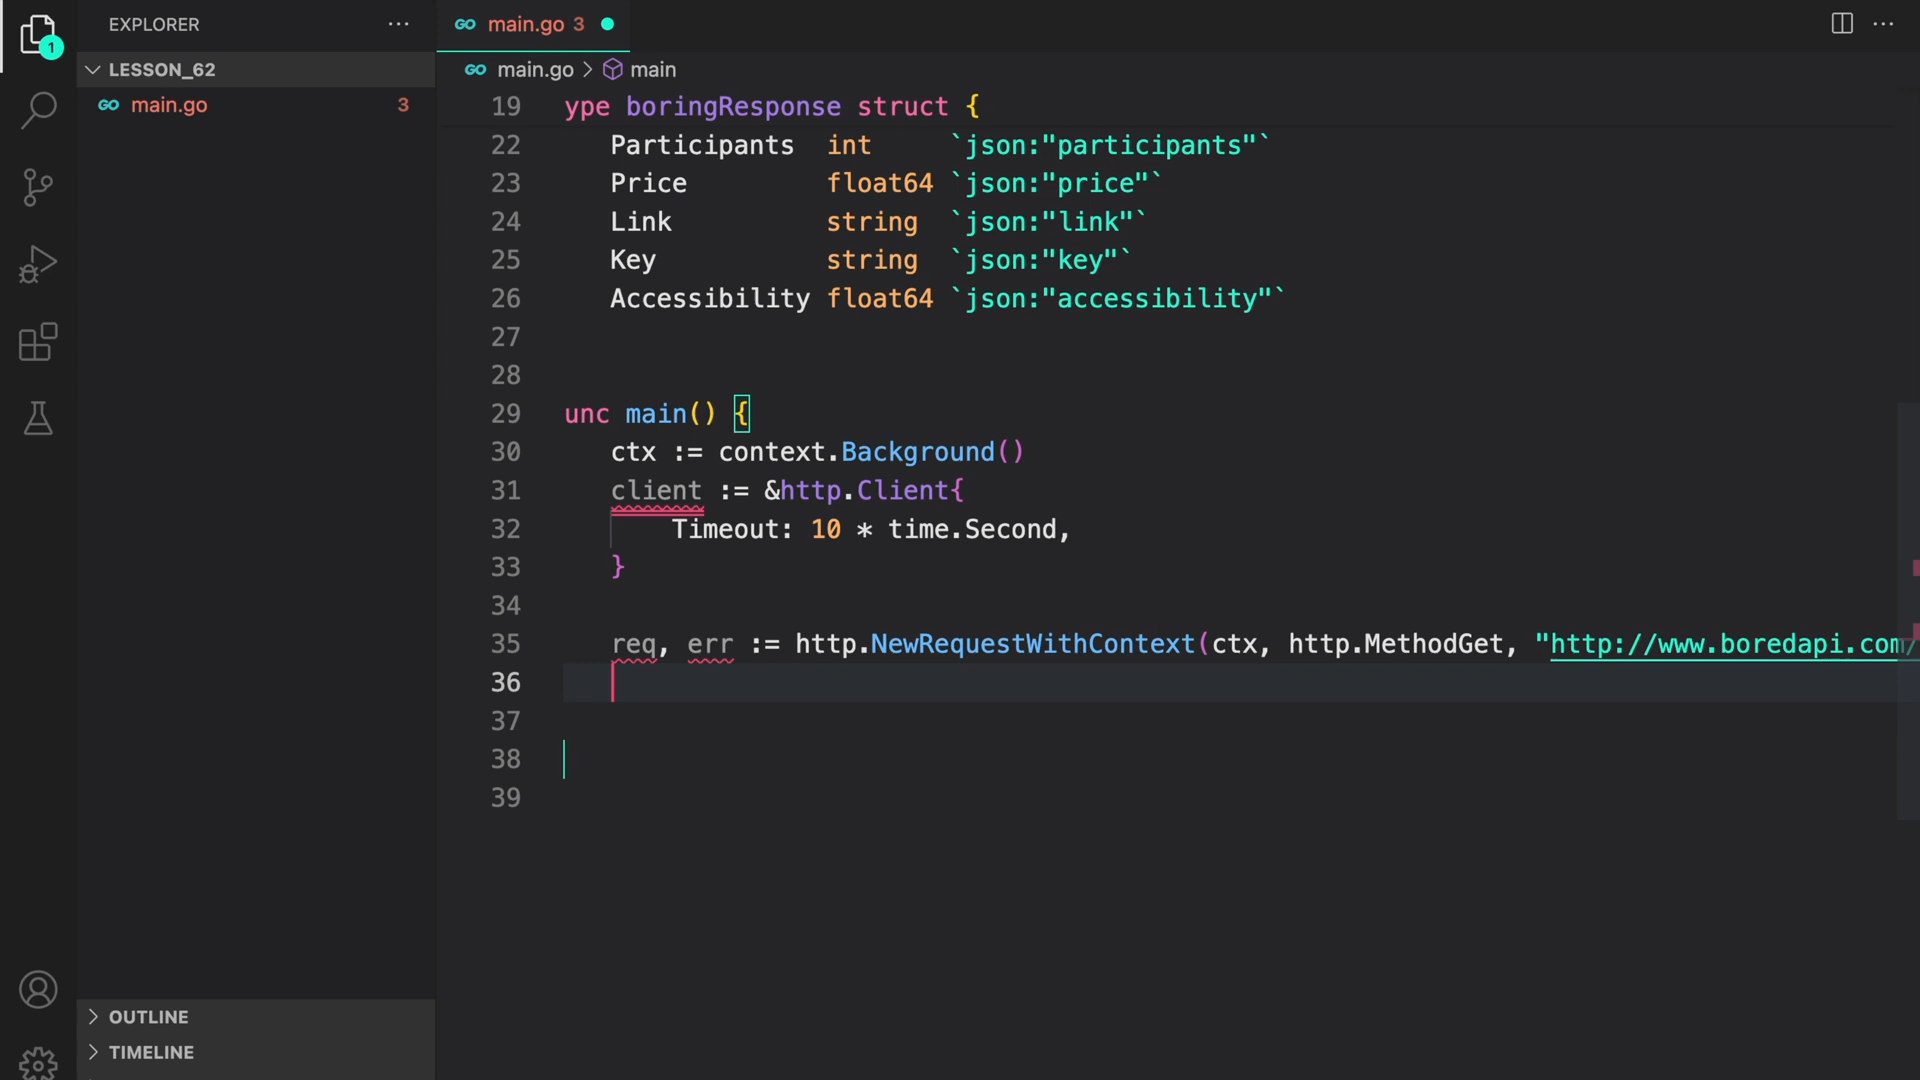 EXPLORER
LESSON_62
main.go 3
OUTLINE
TIMELINE
1
main.go 3
main.go > main
19 ype boringResponse struct {
22 Participants int `json:"participants"`
23 Price float64 `json:"price"`
24 Link string `json:"link"`
25 Key string `json:"key"`
26 Accessibility float64 `json:"accessibility"`
27
28
29 unc main() {
30 ctx := context.Background()
31 client := &http.Client{
32 Timeout: 10 * time.Second,
33 }
34
35 req, err := http.NewRequestWithContext(ctx, http.MethodGet, "http://www.boredapi.com/
36
37
38
39